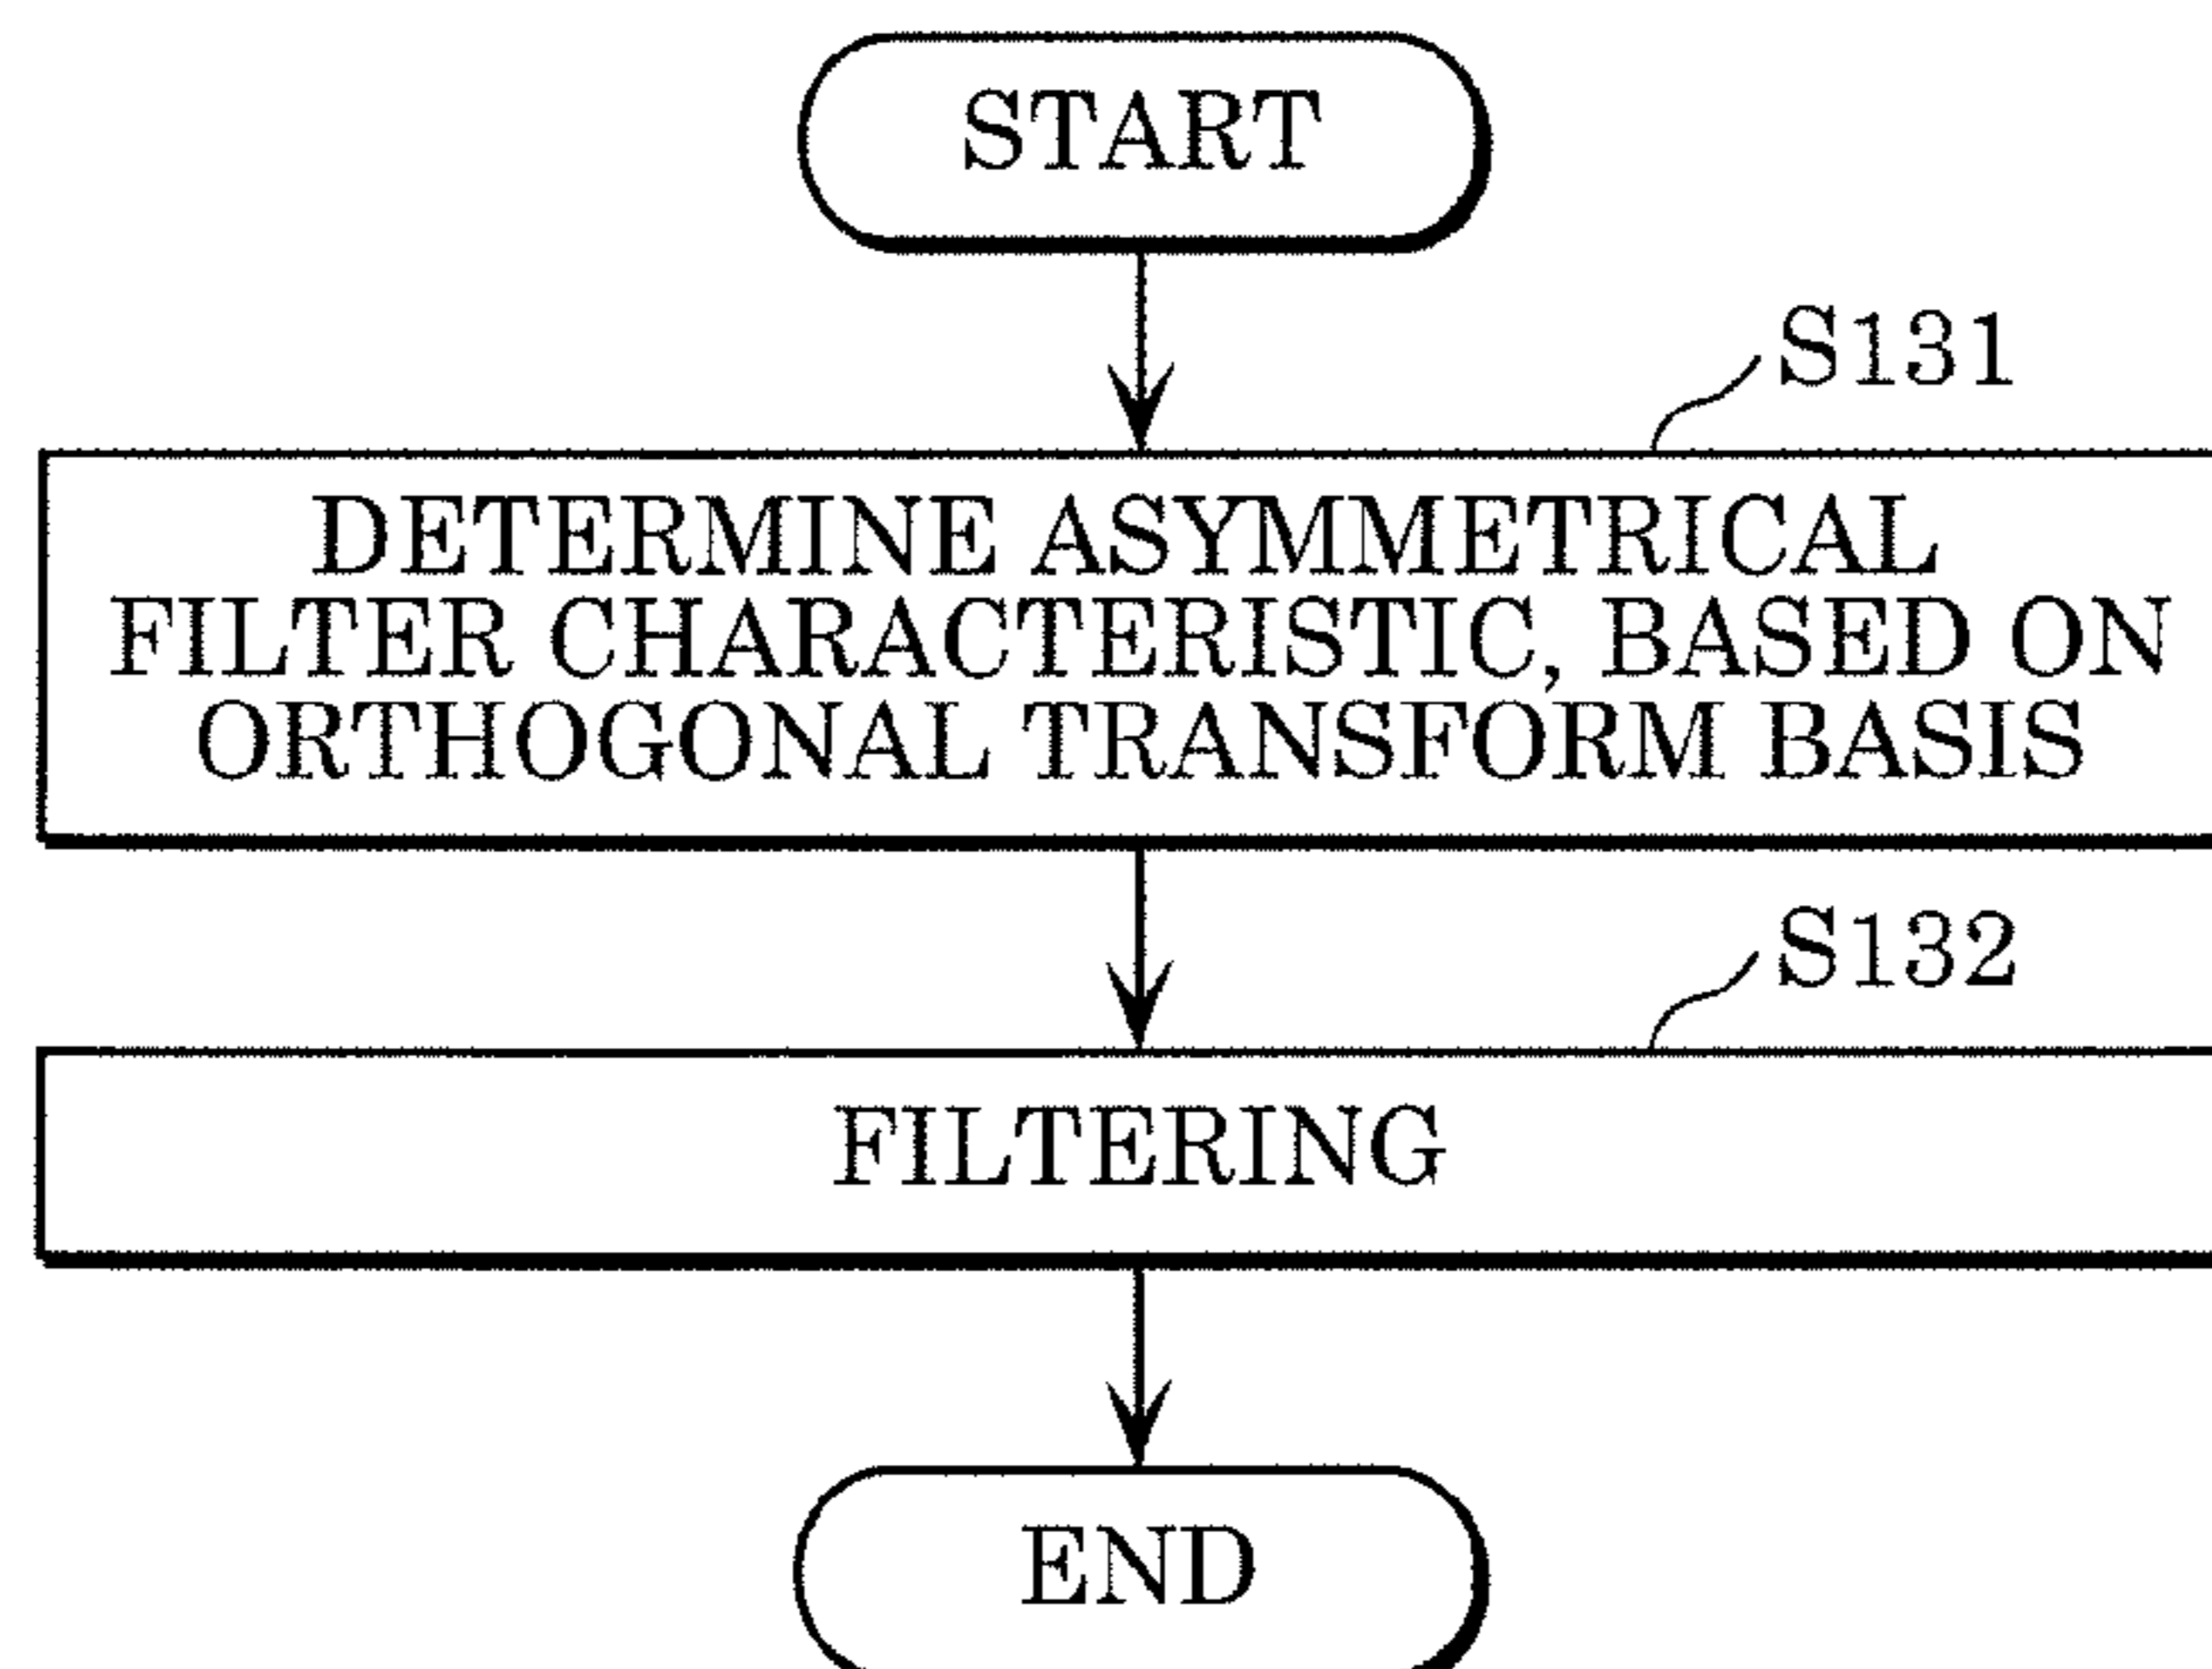 START
S131
DETERMINE ASYMMETRICAL
FILTER CHARACTERISTIC, BASED ON
ORTHOGONAL TRANSFORM BASIS
S132
FILTERING
END